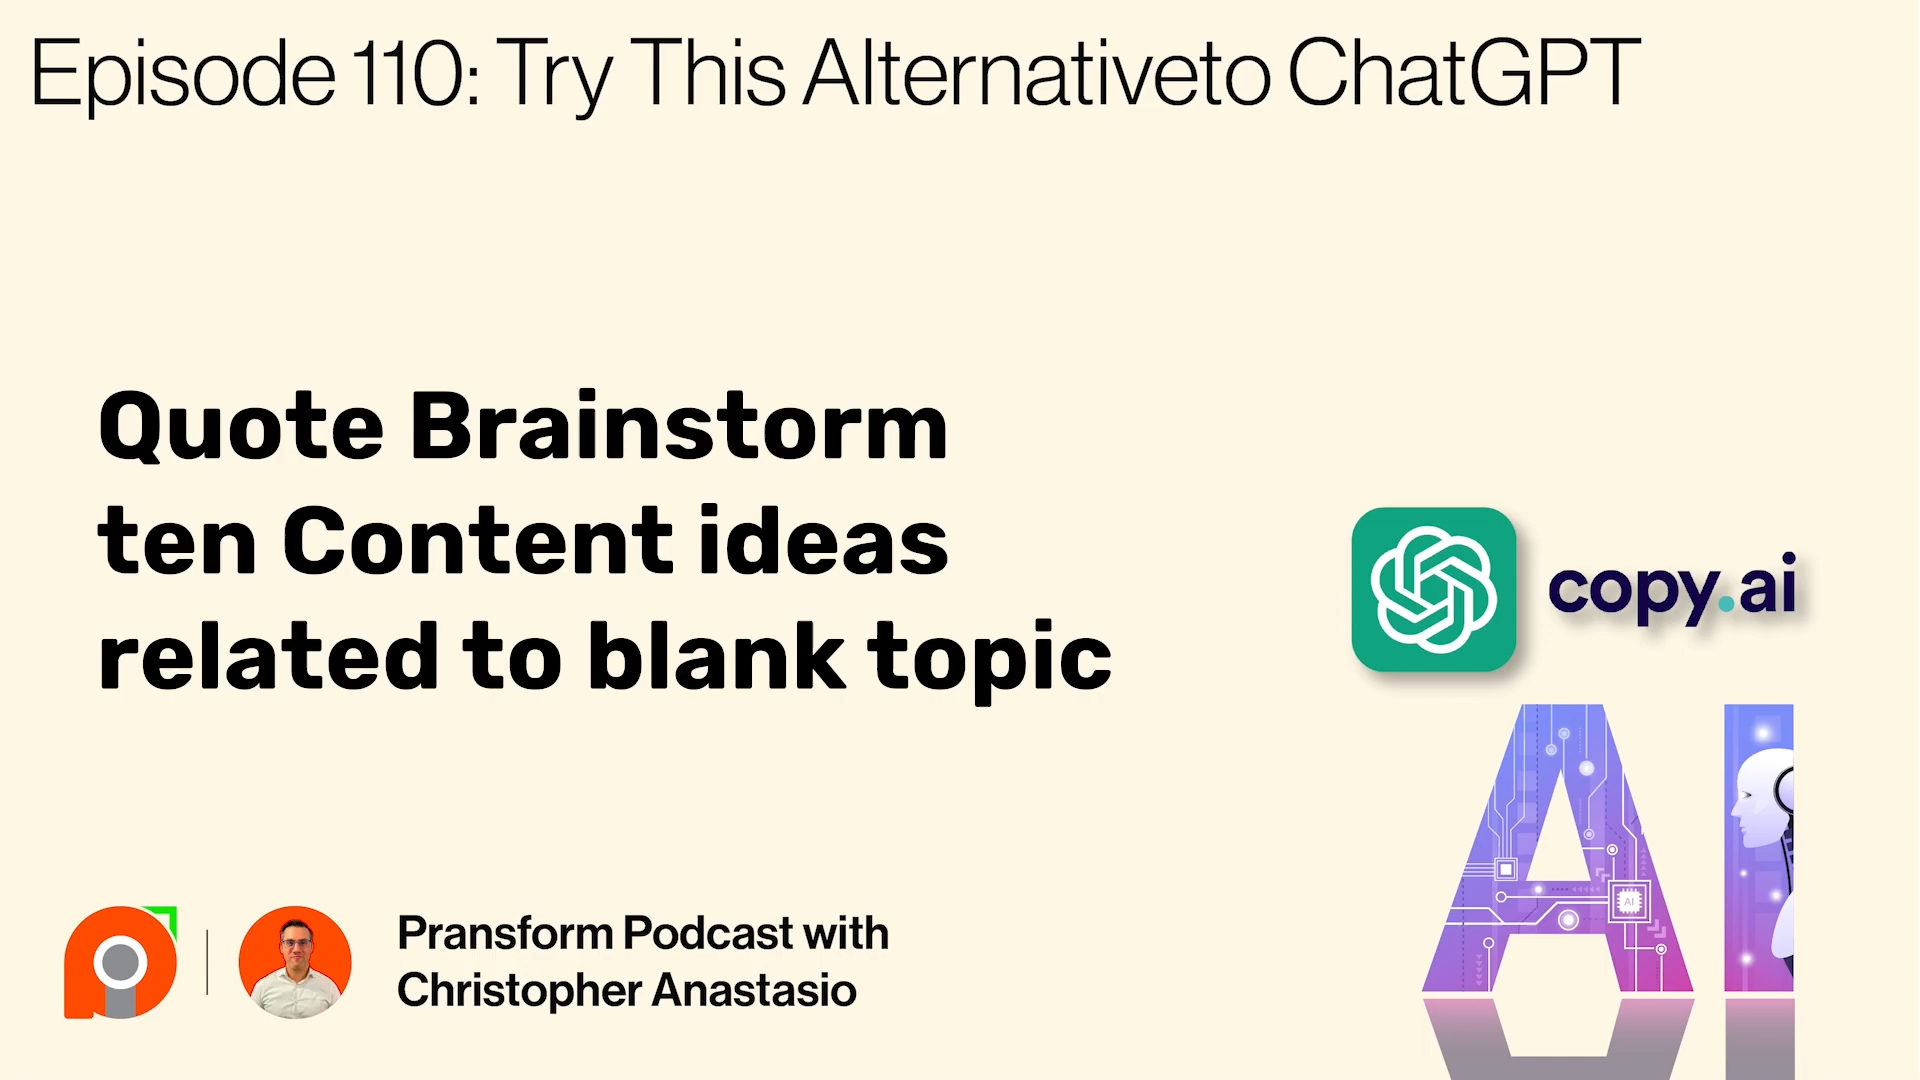 Episode 110: Try This Alternativeto ChatGPT
Quote Brainstorm
ten Content ideas
related to blank topic
copy.ai
AI
AI
Pransform Podcast with
Christopher Anastasio